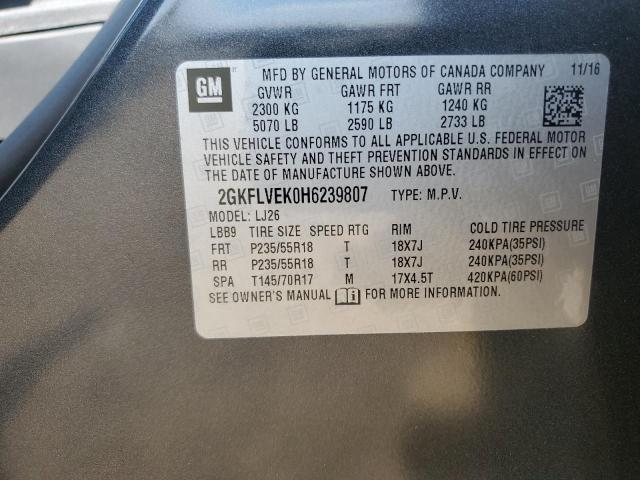 GM
MFD BY GENERAL MOTORS OF CANADA COMPANY 11/16
GVWR GAWR FRT GAWR RR
2300 KG 1175 KG 1240 KG
5070 LB 2590 LB 2733 LB
THIS VEHICLE CONFORMS TO ALL APPLICABLE U.S. FEDERAL MOTOR
VEHICLE SAFETY AND THEFT PREVENTION STANDARDS IN EFFECT ON
THE DATE OF MANUFACTURE SHOWN ABOVE.
2GKFLVEK0H6239807 TYPE: M.P.V.
MODEL: LJ26
LBB9 TIRE SIZE SPEED RTG RIM COLD TIRE PRESSURE
FRT P235/55R18 T 18X7J 240KPA(35PSI)
RR P235/55R18 T 18X7J 240KPA(35PSI)
SPA T145/70R17 M 17X4.5T 420KPA(60PSI)
SEE OWNER'S MANUAL FOR MORE INFORMATION.